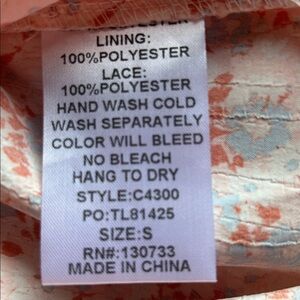 LINING:
100%POLYESTER
LACE:
100%POLYESTER
HAND WASH COLD
WASH SEPARATELY
COLOR WILL BLEED
NO BLEACH
HANG TO DRY
STYLE:C4300
PO:TL81425
SIZE:S
RN#:130733
MADE IN CHINA